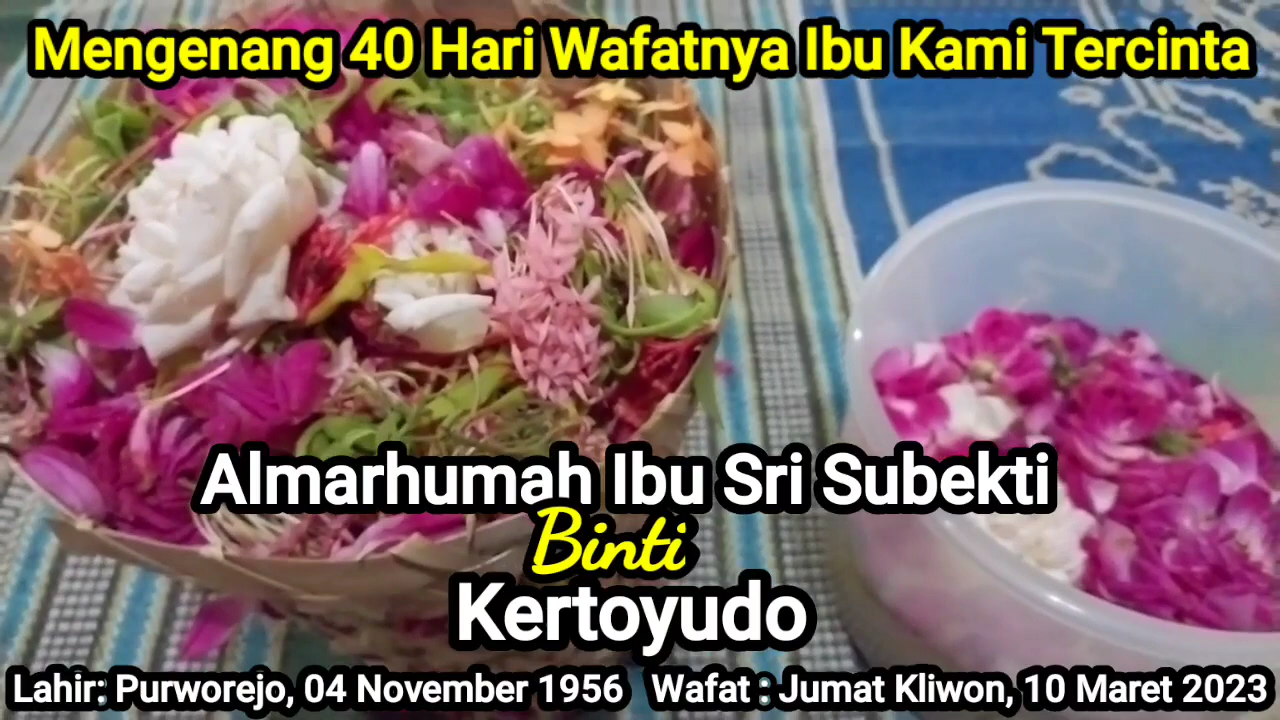 Mengenang 40 Hari Wafatnya Ibu Kami Tercinta
Almarhumah Ibu Sri Subekti
Binti
Kertoyudo
Lahir: Purworejo, 04 November 1956 Wafat : Jumat Kliwon, 10 Maret 2023